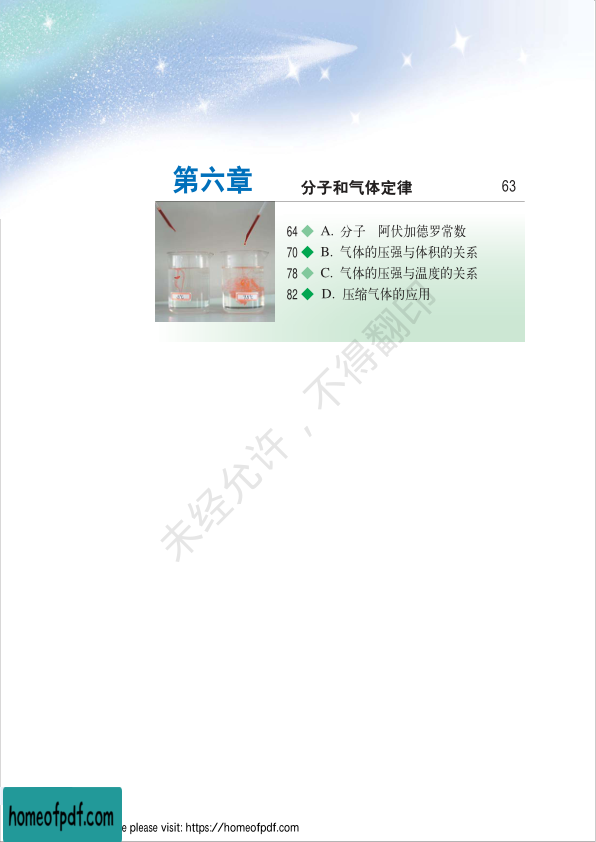 第六章
分子和气体定律 63
64 ◆ A. 分子 阿伏加德罗常数
70 ◆ B. 气体的压强与体积的关系
78 ◆ C. 气体的压强与温度的关系
82 ◆ D. 压缩气体的应用
未经允许，不得翻印
homeofpdf.com
e please visit: https://homeofpdf.com